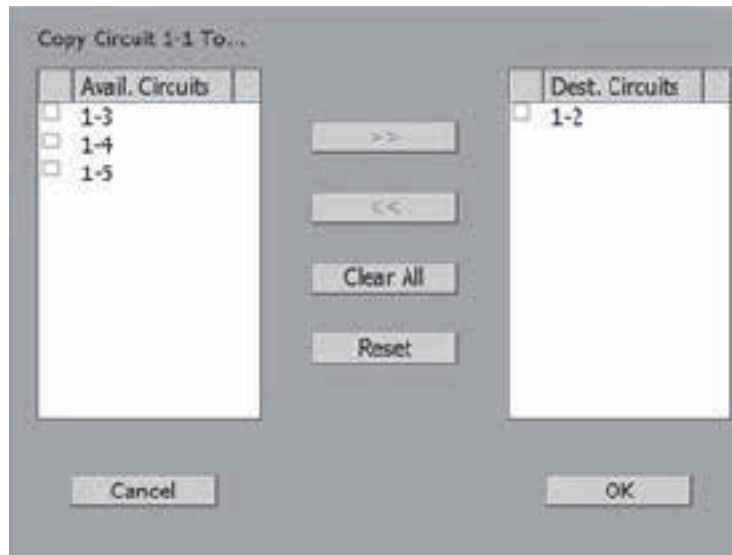 Copy Circuit 1-1 To...
Avail. Circuits
1-3
1-4
1-5
>>
<<
Clear All
Reset
Dest. Circuits
1-2
Cancel
OK